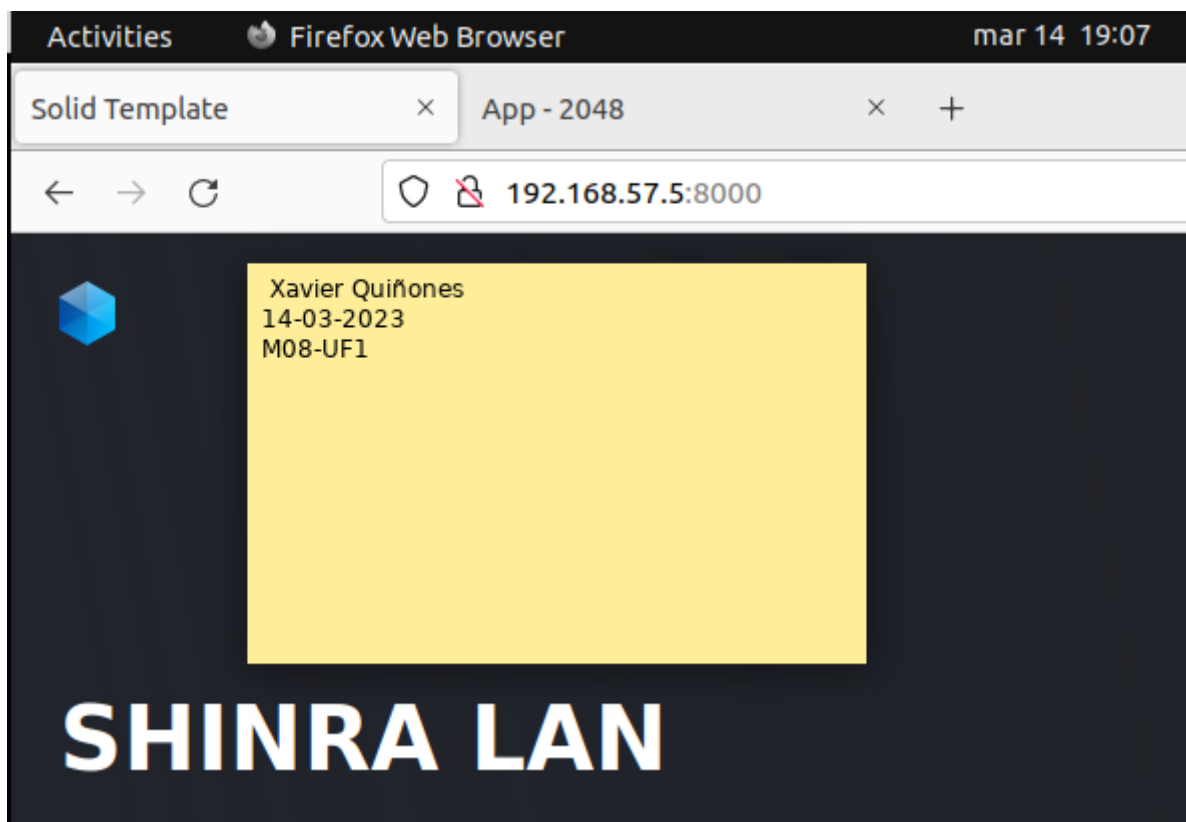 Activities Firefox Web Browser mar 14 19:07
Solid Template × App - 2048 × +
192.168.57.5:8000
Xavier Quiñones
14-03-2023
M08-UF1
SHINRA LAN